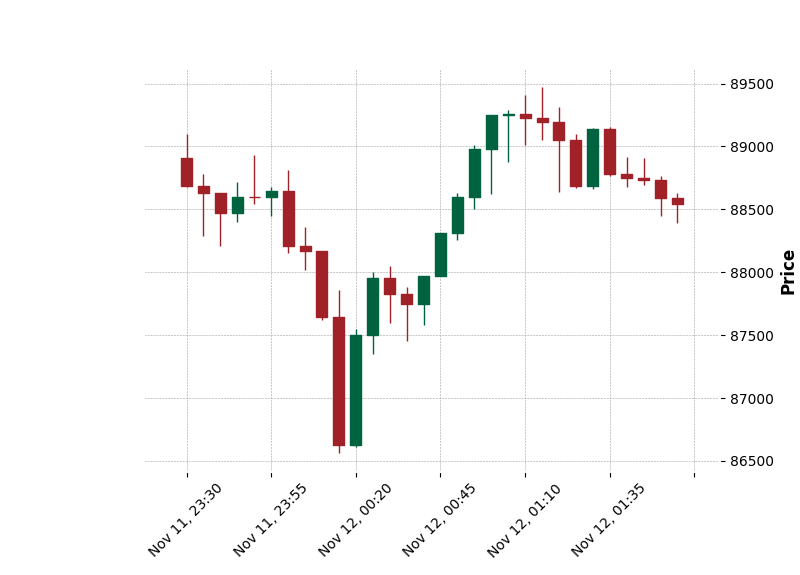 89500
89000
88500
88000
87500
87000
86500
Price
Nov 11, 23:30
Nov 11, 23:55
Nov 12, 00:20
Nov 12, 00:45
Nov 12, 01:10
Nov 12, 01:35